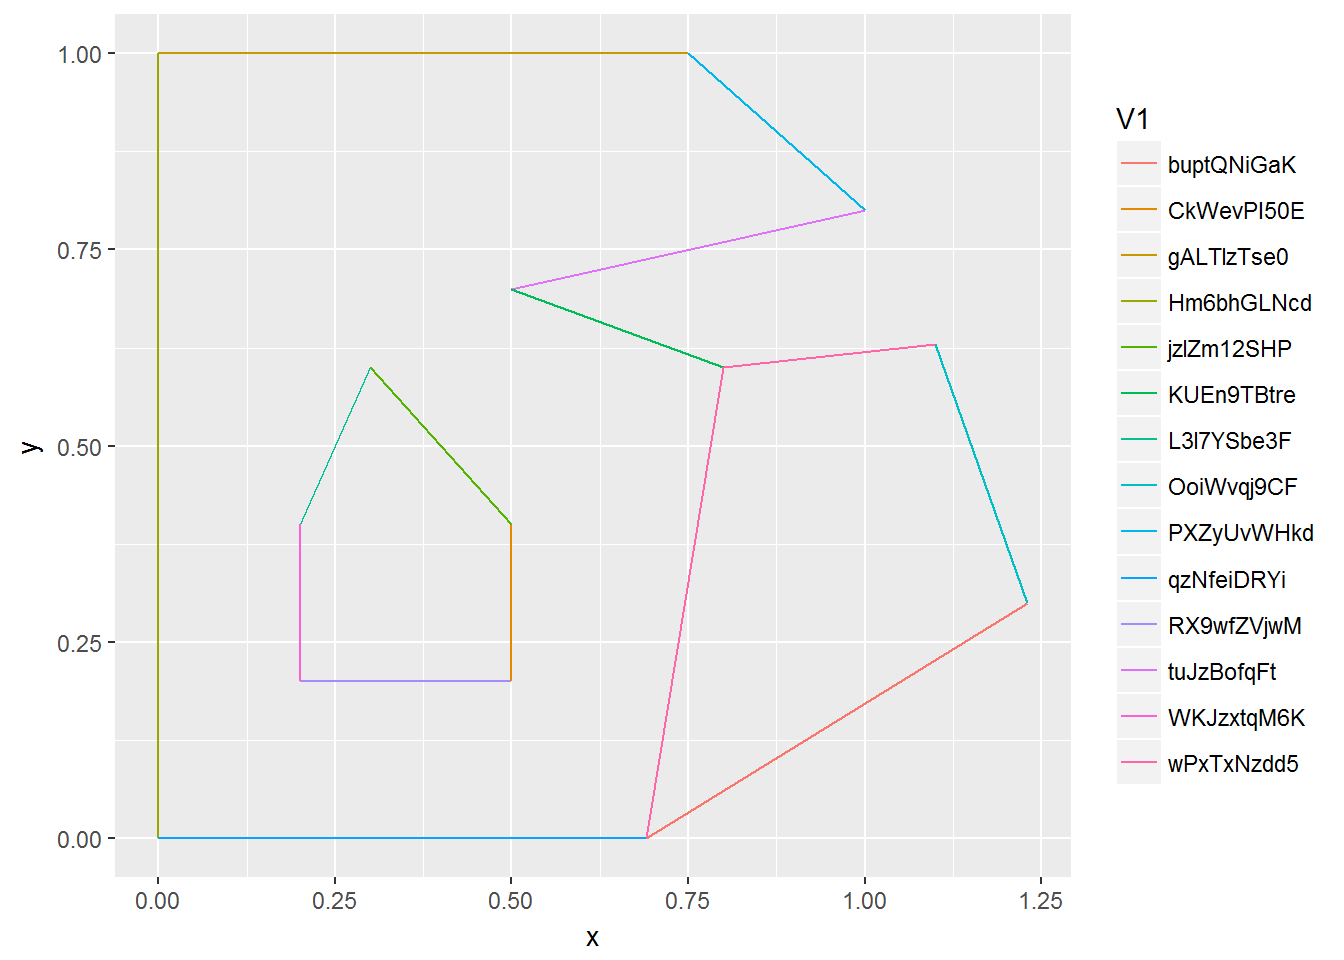 1.00
0.75
0.50
0.25
0.00
y
0.00 0.25 0.50 0.75 1.00 1.25
x
V1
buptQNiGaK
CkWevPI50E
gALTlzTse0
Hm6bhGLNcd
jzlZm12SHP
KUEn9TBtre
L3l7YSbe3F
OoiWvqj9CF
PXZyUvWHkd
qzNfeiDRYi
RX9wfZVjwM
tuJzBofqFt
WKJzxtqM6K
wPxTxNzdd5